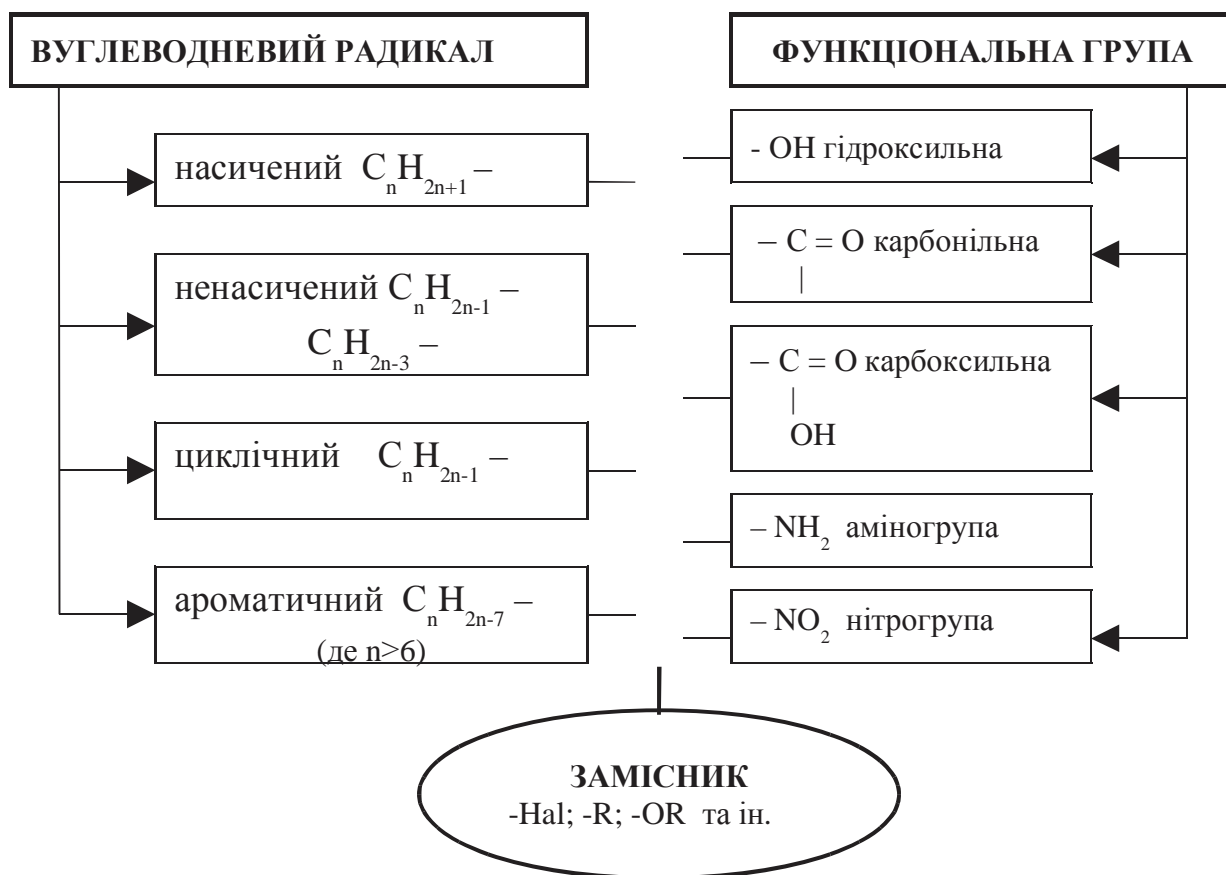 ВУГЛЕВОДНЕВИЙ РАДИКАЛ
насичений CₙH₂ₙ₊₁ –
ненасичений CₙH₂ₙ₋₁ –
CₙH₂ₙ₋₃ –
циклічний CₙH₂ₙ₋₁ –
ароматичний CₙH₂ₙ₋₇ –
(де n>6)
ФУНКЦІОНАЛЬНА ГРУПА
- OH гідроксильна
– C = O карбонільна
|
– C = O карбоксильна
|
OH
– NH₂ аміногрупа
– NO₂ нітрогрупа
ЗАМІСНИК
-Hal; -R; -OR та ін.